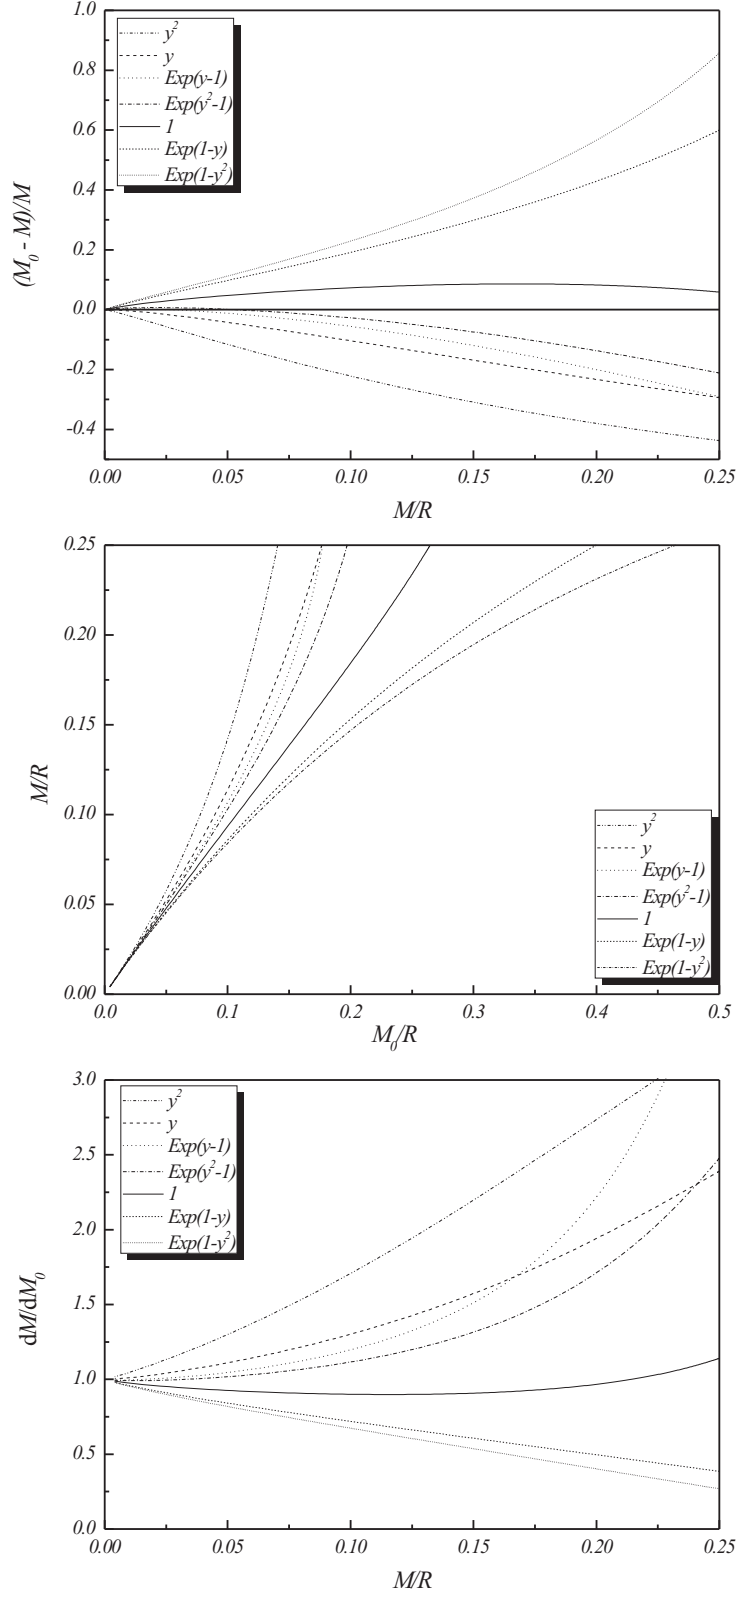 1.0
y²
y
Exp(y-1)
Exp(y²-1)
1
Exp(1-y)
Exp(1-y²)
0.8
0.6
0.4
0.2
0.0
-0.2
-0.4
(M₀ - M)/M
0.00 0.05 0.10 0.15 0.20 0.25
M/R
0.25
0.20
0.15
0.10
0.05
0.00
M/R
y²
y
Exp(y-1)
Exp(y²-1)
1
Exp(1-y)
Exp(1-y²)
0.0 0.1 0.2 0.3 0.4 0.5
M₀/R
3.0
2.5
2.0
1.5
1.0
0.5
0.0
dM/dM₀
y²
y
Exp(y-1)
Exp(y²-1)
1
Exp(1-y)
Exp(1-y²)
0.00 0.05 0.10 0.15 0.20 0.25
M/R